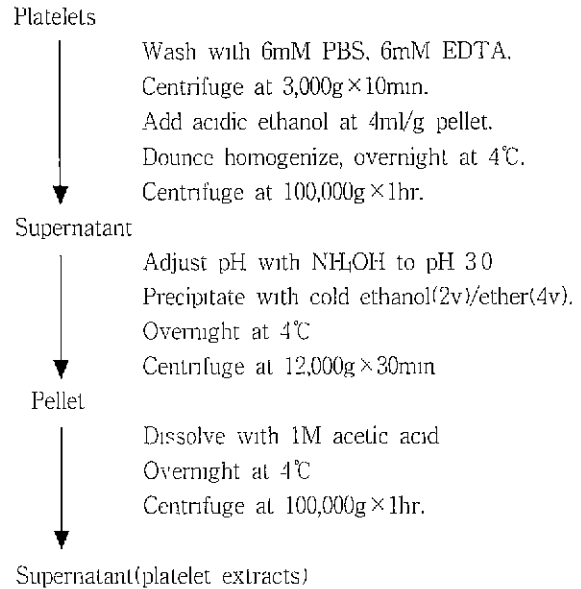 Platelets
Wash with 6mM PBS, 6mM EDTA.
Centrifuge at 3,000g×10min.
Add acidic ethanol at 4ml/g pellet.
Dounce homogenize, overnight at 4℃.
Centrifuge at 100,000g×1hr.
Supernatant
Adjust pH with NH₄OH to pH 3 0
Precipitate with cold ethanol(2v)/ether(4v).
Overnight at 4℃
Centrifuge at 12,000g×30min
Pellet
Dissolve with 1M acetic acid
Overnight at 4℃
Centrifuge at 100,000g×1hr.
Supernatant(platelet extracts)